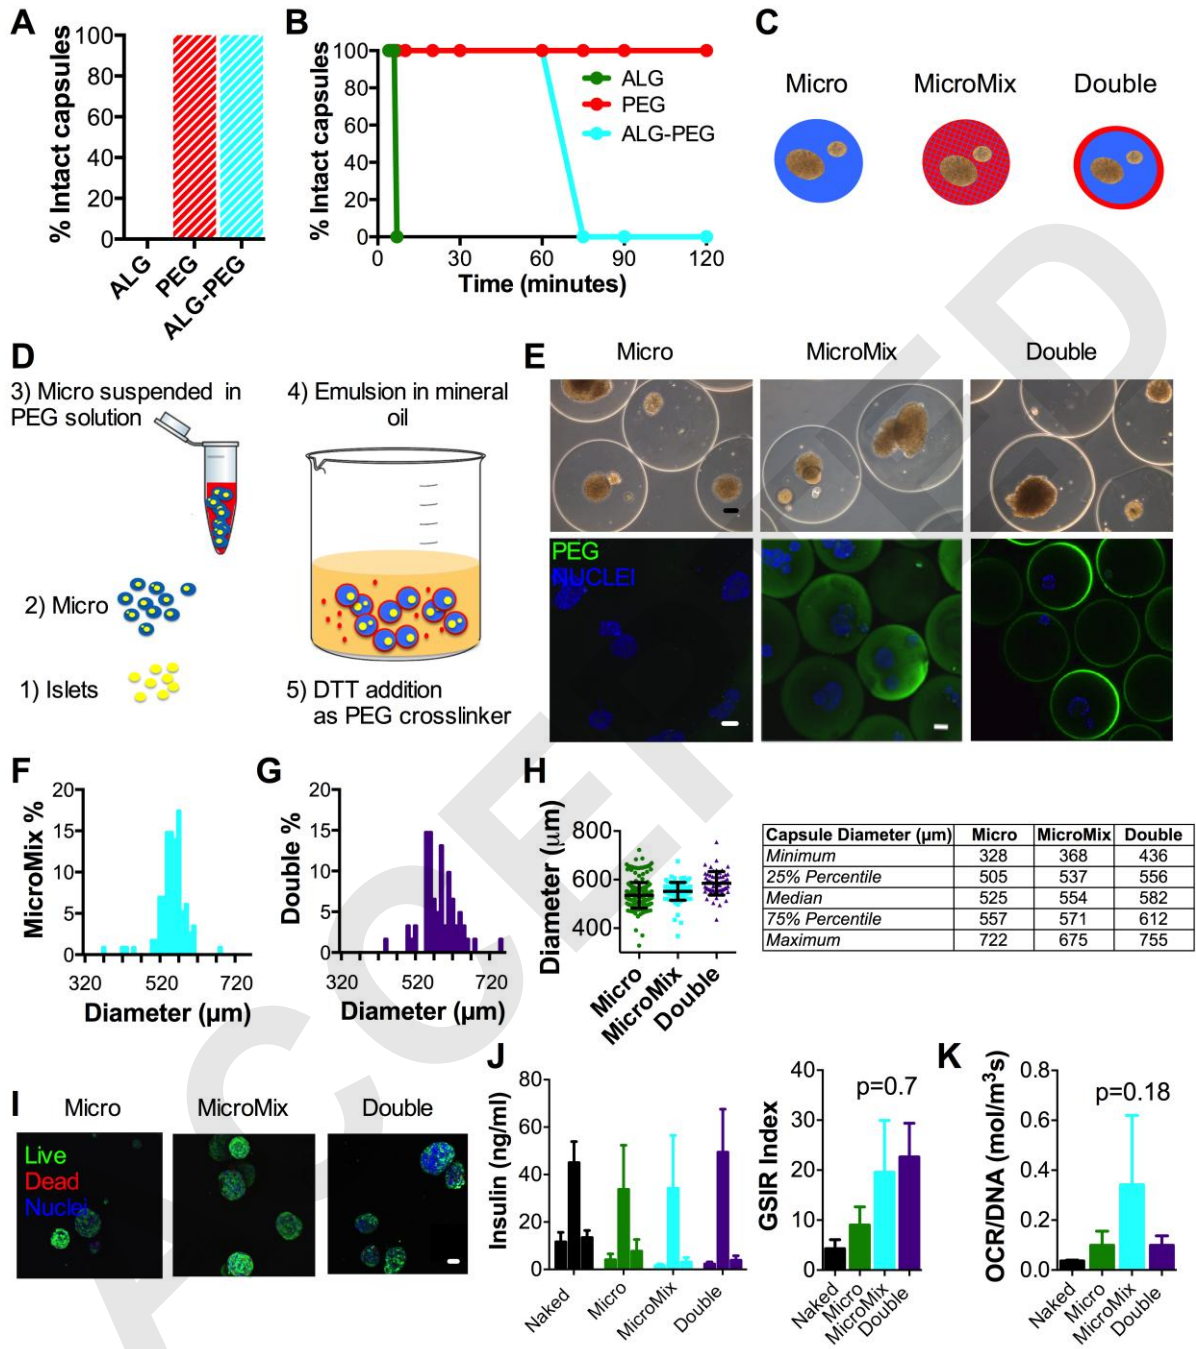 A
% Intact capsules
100
80
60
40
20
0
ALG
PEG
ALG-PEG
B
% Intact capsules
100
80
60
40
20
0
0
30
60
90
120
Time (minutes)
ALG
PEG
ALG-PEG
C
Micro
MicroMix
Double
D
3) Micro suspended in
PEG solution
2) Micro
1) Islets
4) Emulsion in mineral
oil
5) DTT addition
as PEG crosslinker
E
Micro
MicroMix
Double
PEG
NUCLEI
F
MicroMix %
20
15
10
5
0
320
520
720
Diameter (µm)
G
Double %
20
15
10
5
0
320
520
720
Diameter (µm)
H
Diameter (µm)
800
600
400
Micro
MicroMix
Double
Capsule Diameter (µm) Micro MicroMix Double
Minimum 328 368 436
25% Percentile 505 537 556
Median 525 554 582
75% Percentile 557 571 612
Maximum 722 675 755
I
Micro
MicroMix
Double
Live
Dead
Nuclei
J
Insulin (ng/ml)
80
60
40
20
0
Naked
Micro
MicroMix
Double
GSIR Index
40
30
20
10
0
p=0.7
Naked
Micro
MicroMix
Double
K
OCR/DNA (mol/m³s)
0.8
0.6
0.4
0.2
0.0
p=0.18
Naked
Micro
MicroMix
Double